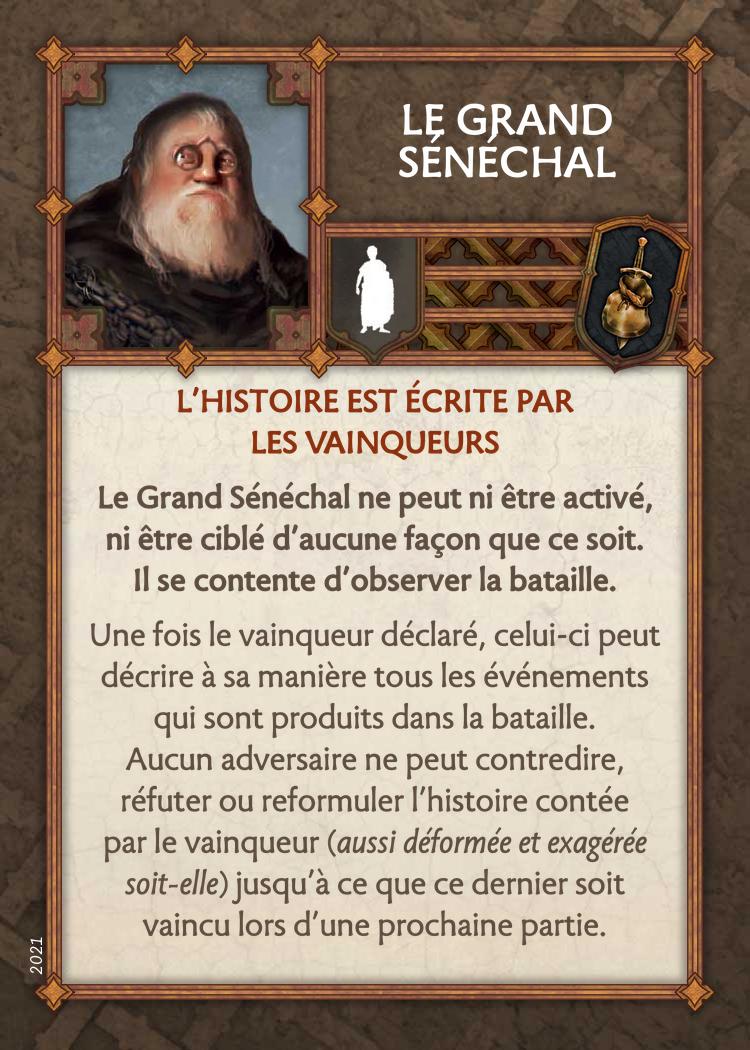 LE GRAND
SÉNÉCHAL
L'HISTOIRE EST ÉCRITE PAR
LES VAINQUEURS
Le Grand Sénéchal ne peut ni être activé,
ni être ciblé d'aucune façon que ce soit.
Il se contente d'observer la bataille.
Une fois le vainqueur déclaré, celui-ci peut
décrire à sa manière tous les événements
qui sont produits dans la bataille.
Aucun adversaire ne peut contredire,
réfuter ou reformuler l'histoire contée
par le vainqueur (aussi déformée et exagérée
soit-elle) jusqu'à ce que ce dernier soit
vaincu lors d'une prochaine partie.
2021